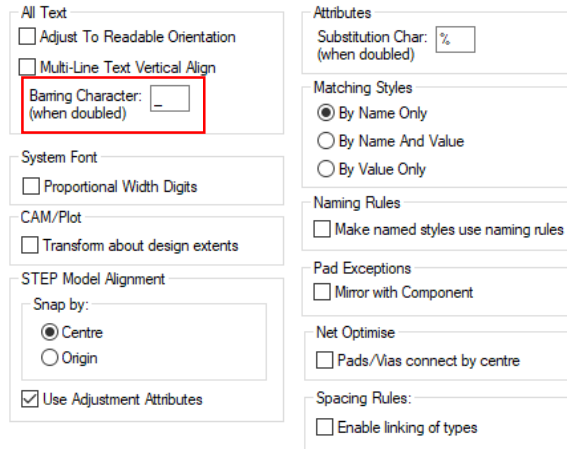 All Text
Adjust To Readable Orientation
Multi-Line Text Vertical Align
Barring Character: _
(when doubled)
System Font
Proportional Width Digits
CAM/Plot
Transform about design extents
STEP Model Alignment
Snap by:
Centre
Origin
Use Adjustment Attributes
Attributes
Substitution Char: %
(when doubled)
Matching Styles
By Name Only
By Name And Value
By Value Only
Naming Rules
Make named styles use naming rules
Pad Exceptions
Mirror with Component
Net Optimise
Pads/Vias connect by centre
Spacing Rules:
Enable linking of types